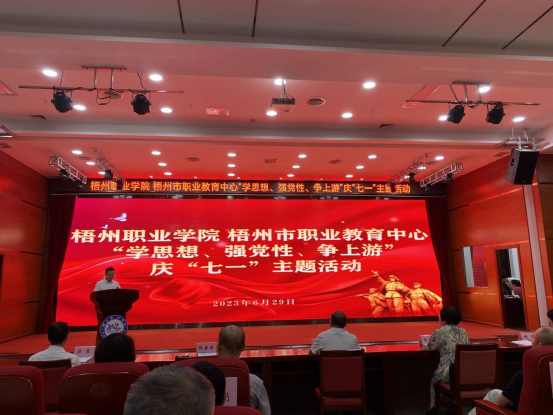 梧州职业学院 梧州市职业教育中心“学思想、强党性、争上游”庆“七一”主题活动
梧州职业学院 梧州市职业教育中心
“学思想、强党性、争上游”
庆“七一”主题活动
2023年6月29日